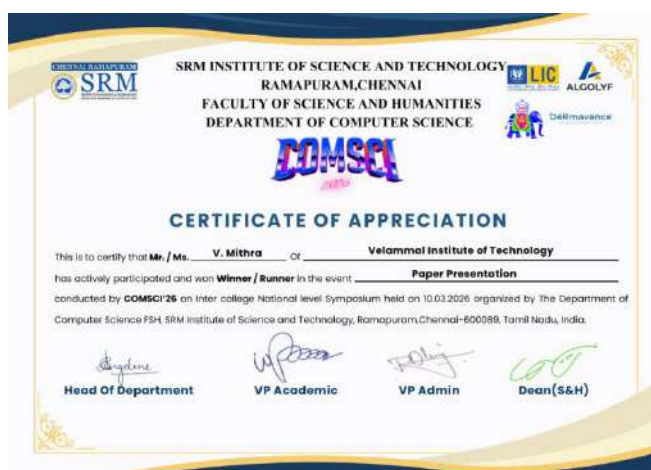 CHENNAI RAMAPURAM
SRM
SRM INSTITUTE OF SCIENCE AND TECHNOLOGY
RAMAPURAM,CHENNAI
FACULTY OF SCIENCE AND HUMANITIES
DEPARTMENT OF COMPUTER SCIENCE
LIC
ALGOLYF
COMSCI
2026
CERTIFICATE OF APPRECIATION
This is to certify that Mr. / Ms. V. Mithra Of Velammal Institute of Technology
has actively participated and won Winner / Runner in the event Paper Presentation
conducted by COMSCI'26 an Inter college National level Symposium held on 10.03.2026 organized by The Department of
Computer Science FSH, SRM Institute of Science and Technology, Ramapuram,Chennai-600089, Tamil Nadu, India.
Head Of Department VP Academic VP Admin Dean(S&H)